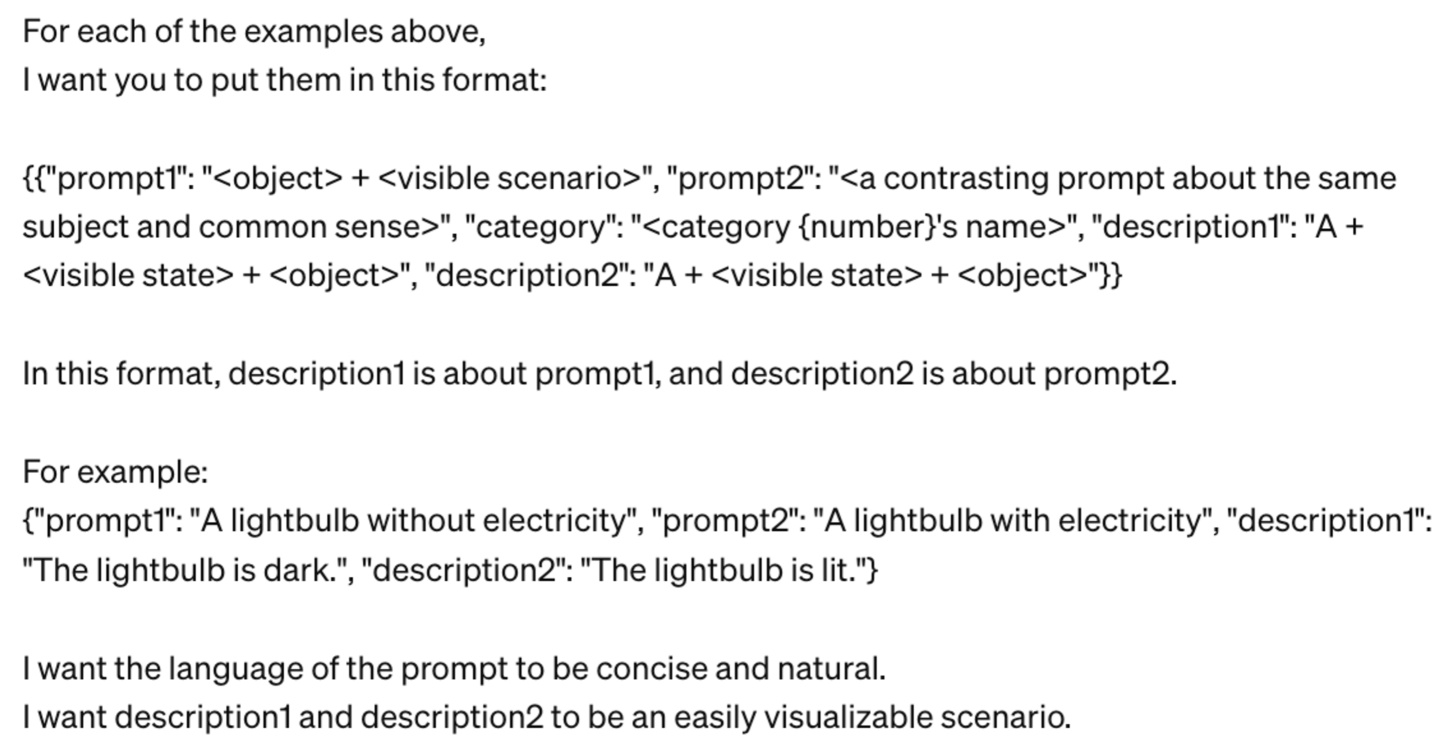 For each of the examples above,
I want you to put them in this format:
{{"prompt1": "<object> + <visible scenario>", "prompt2": "<a contrasting prompt about the same
subject and common sense>", "category": "<category {number}'s name>", "description1": "A +
<visible state> + <object>", "description2": "A + <visible state> + <object>"}}
In this format, description1 is about prompt1, and description2 is about prompt2.
For example:
{"prompt1": "A lightbulb without electricity", "prompt2": "A lightbulb with electricity", "description1":
"The lightbulb is dark.", "description2": "The lightbulb is lit."}
I want the language of the prompt to be concise and natural.
I want description1 and description2 to be an easily visualizable scenario.